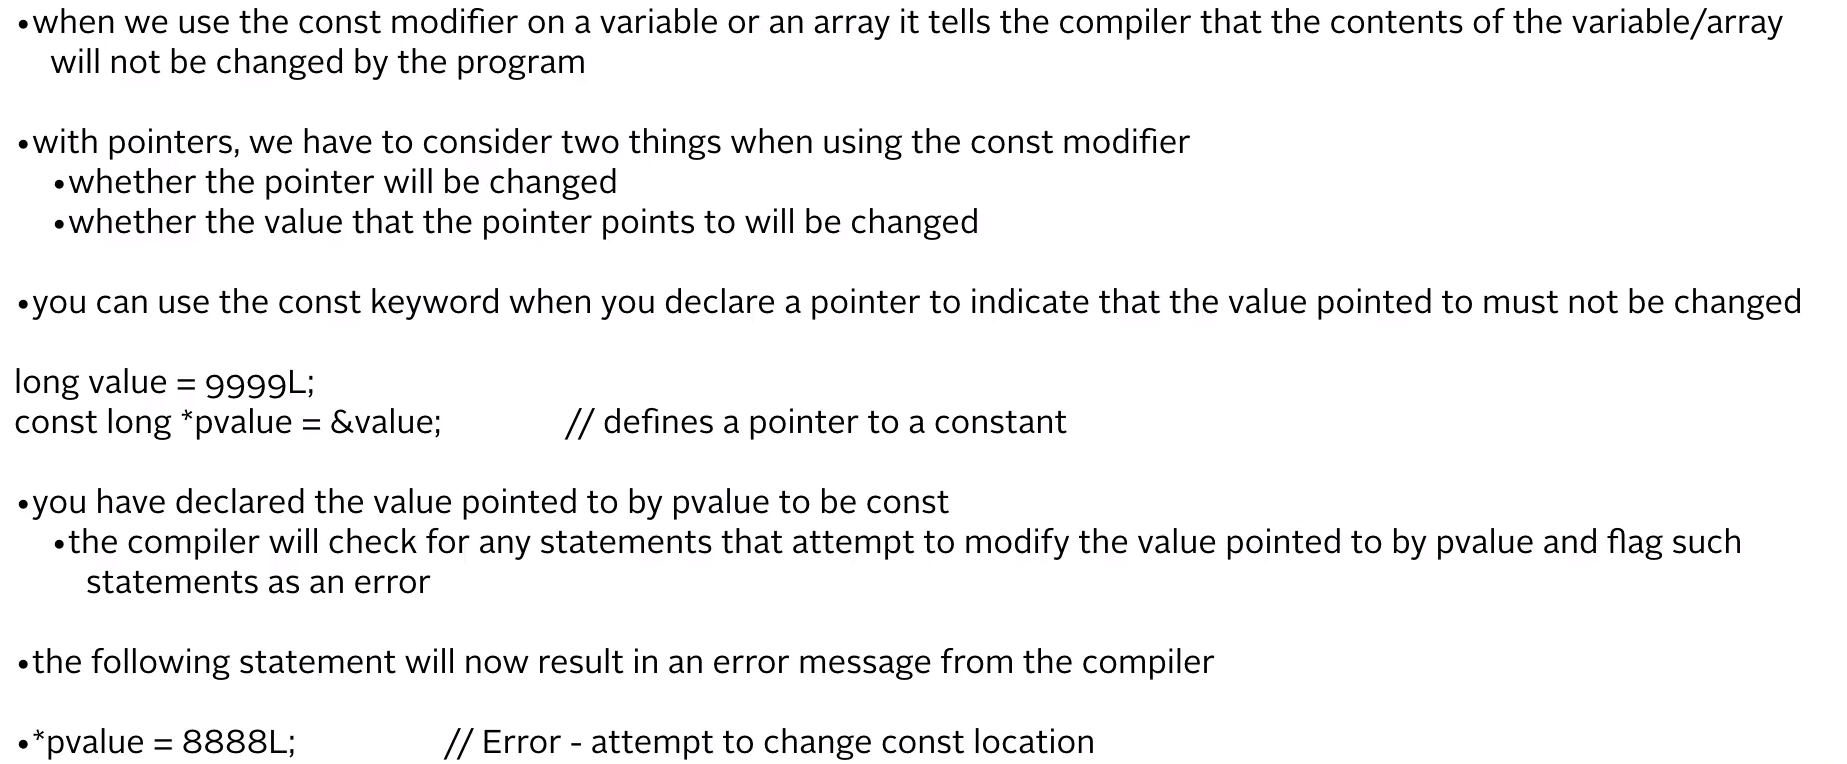 •when we use the const modifier on a variable or an array it tells the compiler that the contents of the variable/array
will not be changed by the program
•with pointers, we have to consider two things when using the const modifier
•whether the pointer will be changed
•whether the value that the pointer points to will be changed
•you can use the const keyword when you declare a pointer to indicate that the value pointed to must not be changed
long value = 9999L;
const long *pvalue = &value; // defines a pointer to a constant
•you have declared the value pointed to by pvalue to be const
•the compiler will check for any statements that attempt to modify the value pointed to by pvalue and flag such
statements as an error
•the following statement will now result in an error message from the compiler
•*pvalue = 8888L; // Error - attempt to change const location